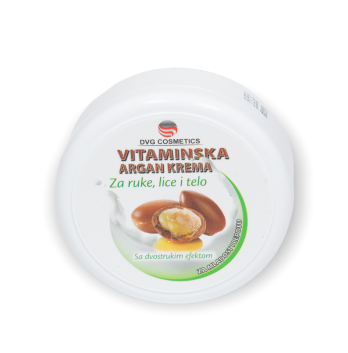 DVG COSMETICS
VITAMINSKA
ARGAN KREMA
Za ruke, lice i telo
Sa dvostrukim efektom